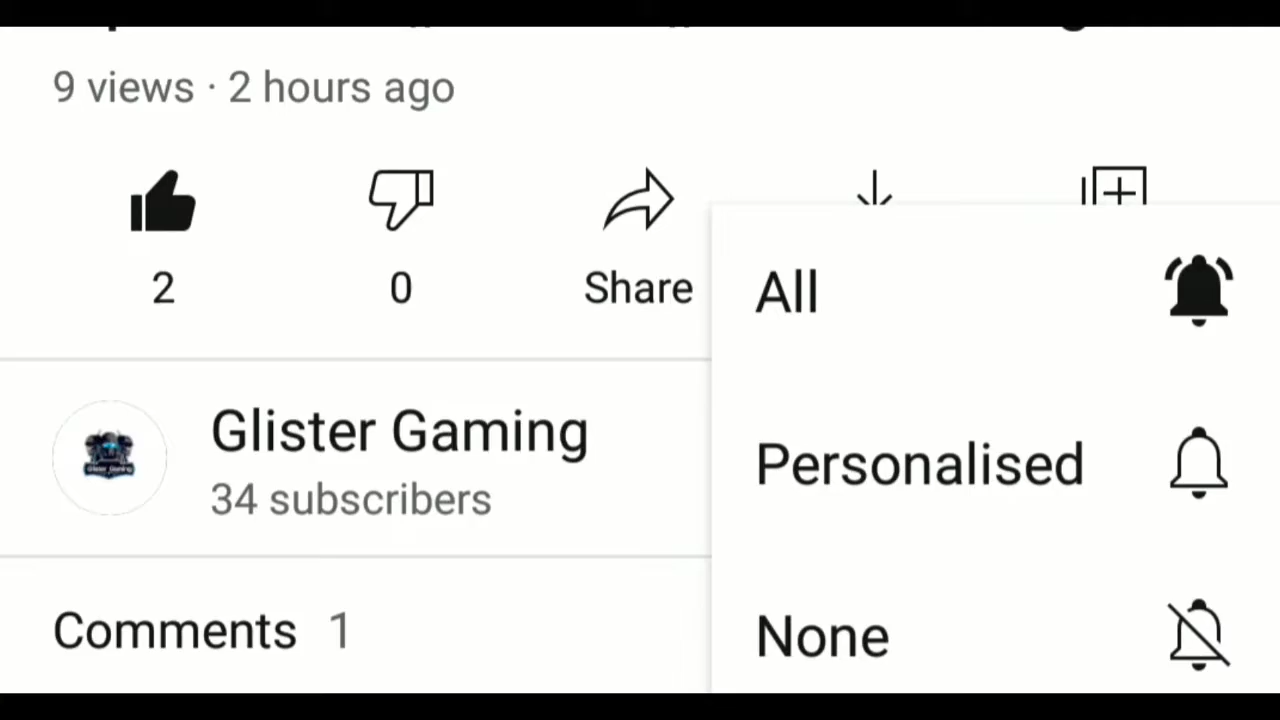 9 views · 2 hours ago
2
0
Share
All
Glister Gaming
34 subscribers
Personalised
Comments 1
None